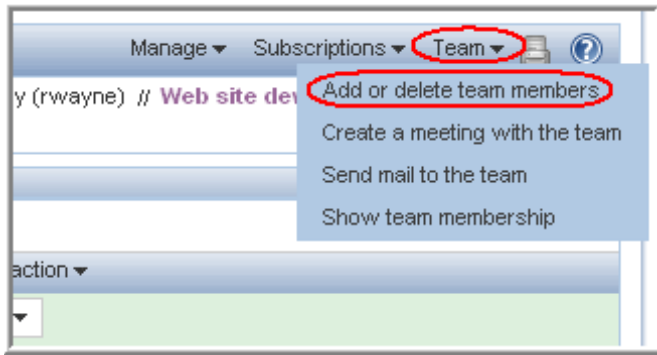 Manage Subscriptions Team
Add or delete team members
y (rwayne) // Web site dev
Create a meeting with the team
Send mail to the team
Show team membership
action